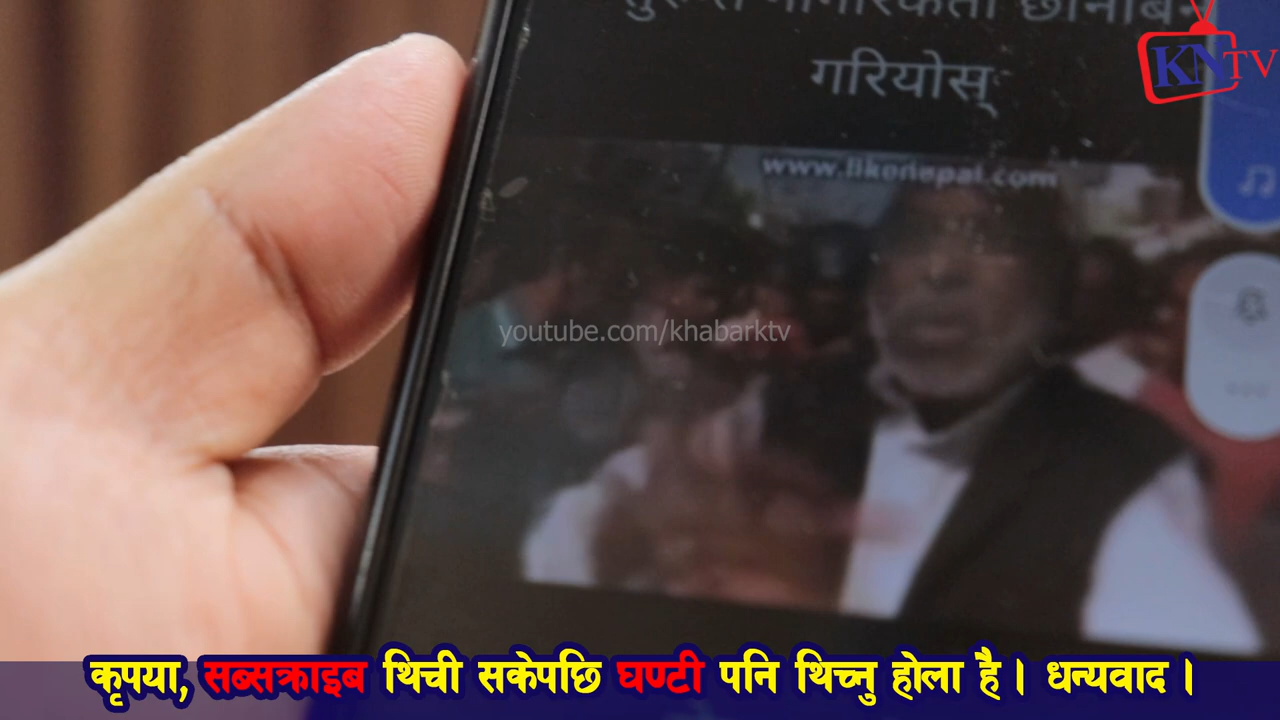 गरियोस्
KNTV
www.likenepal.com
youtube.com/khabarktv
कृपया, सब्सक्राइब थिची सकेपछि घण्टी पनि थिच्नु होला है । धन्यवाद ।